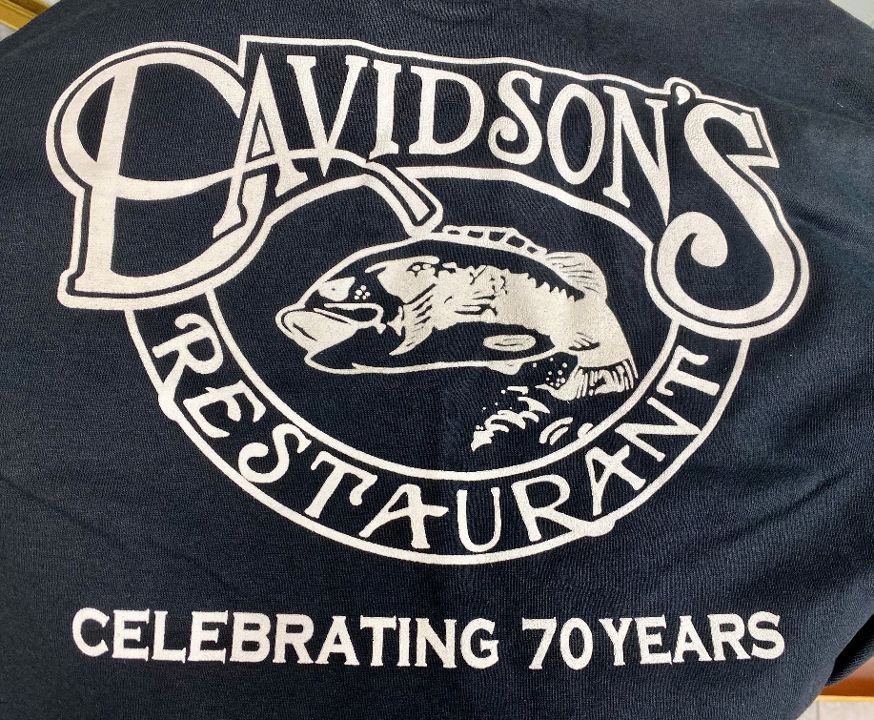 DAVIDSON'S
RESTAURANT
CELEBRATING 70 YEARS